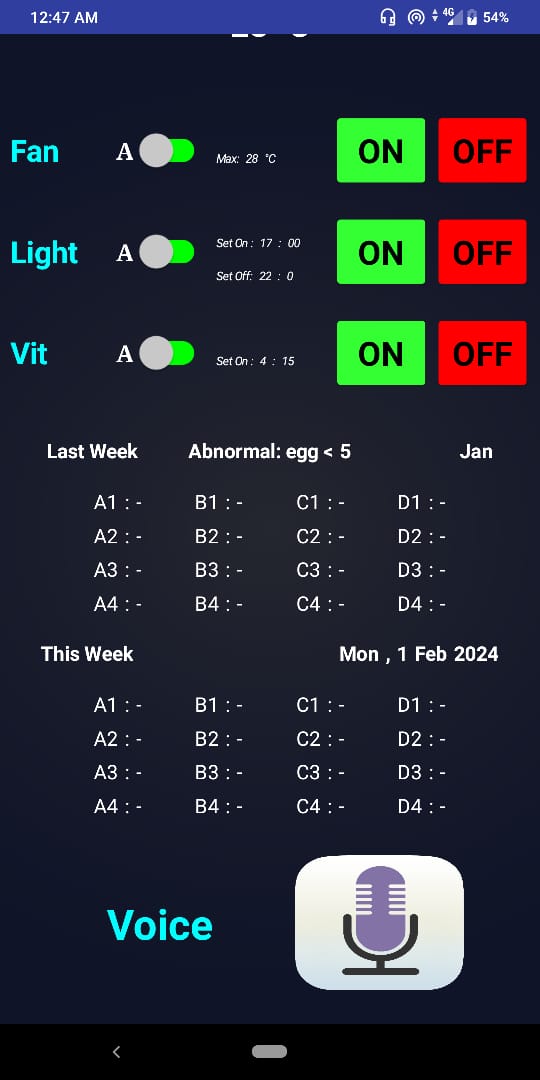 12:47 AM 4G 54%
Fan A Max: 28 °C ON OFF
Light A Set On : 17 : 00 ON OFF
Set Off: 22 : 0
Vit A Set On : 4 : 15 ON OFF
Last Week Abnormal: egg < 5 Jan
A1 : - B1 : - C1 : - D1 : -
A2 : - B2 : - C2 : - D2 : -
A3 : - B3 : - C3 : - D3 : -
A4 : - B4 : - C4 : - D4 : -
This Week Mon , 1 Feb 2024
A1 : - B1 : - C1 : - D1 : -
A2 : - B2 : - C2 : - D2 : -
A3 : - B3 : - C3 : - D3 : -
A4 : - B4 : - C4 : - D4 : -
Voice